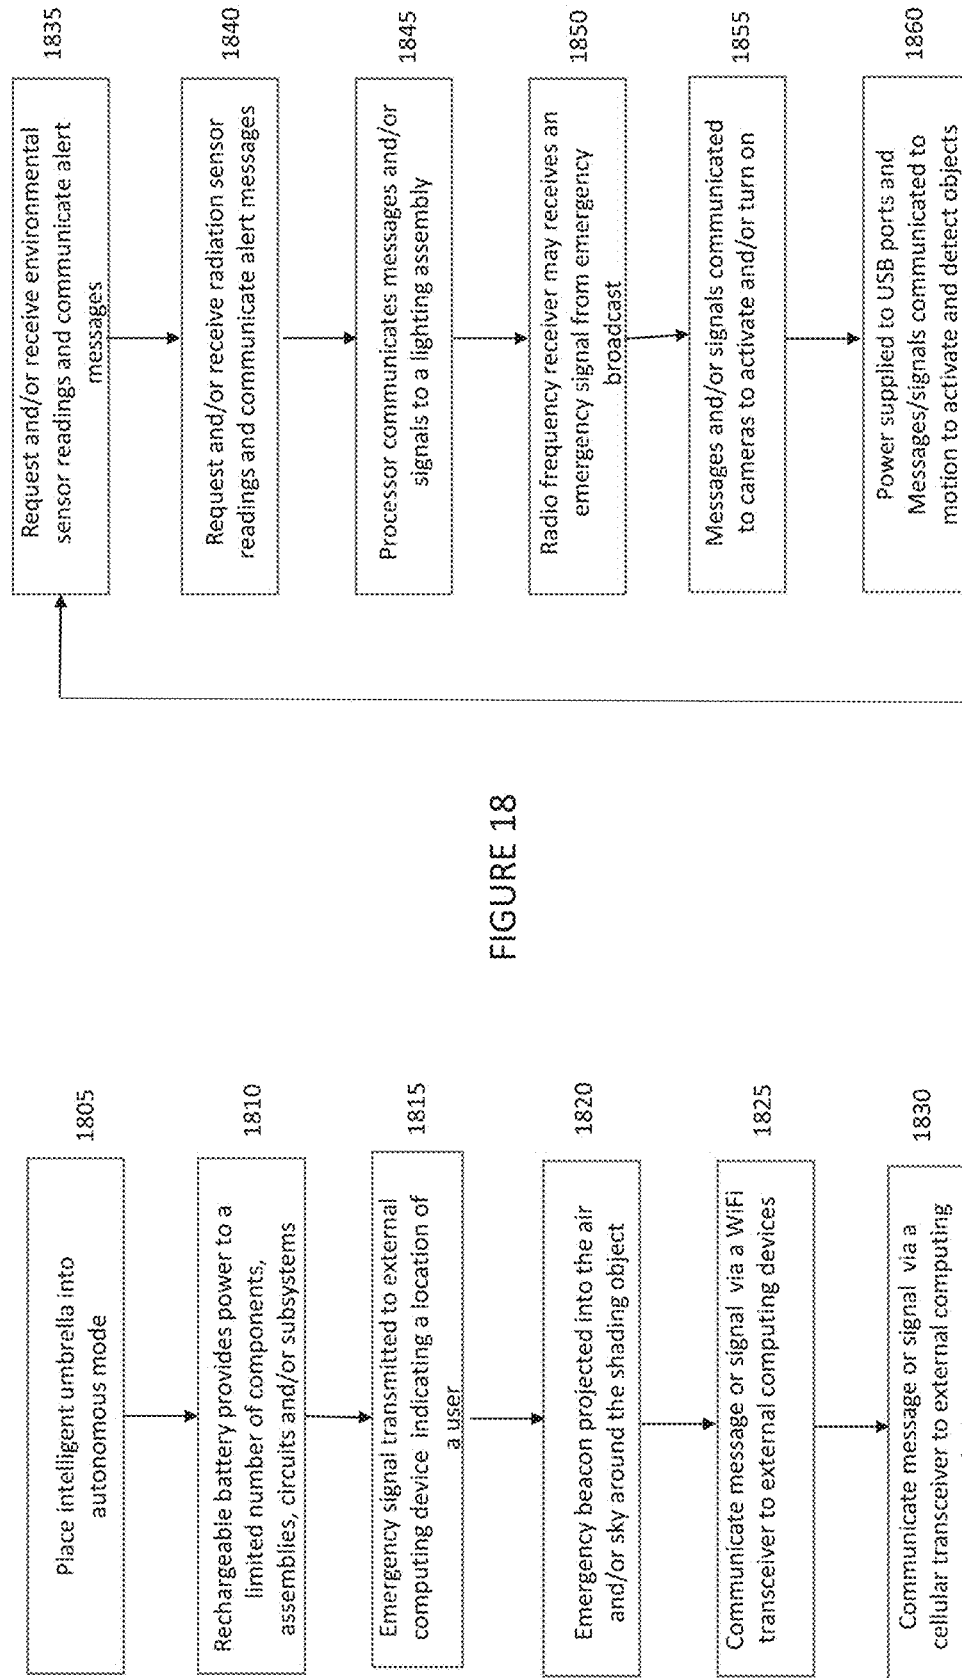 Place intelligent umbrella into
autonomous mode
1805
Rechargeable battery provides power to a
limited number of components,
assemblies, circuits and/or subsystems
1810
Emergency signal transmitted to external
computing device indicating a location of
a user
1815
Emergency beacon projected into the air
and/or sky around the shading object
1820
Communicate message or signal via a WiFi
transceiver to external computing devices
1825
Communicate message or signal via a
cellular transceiver to external computing
1830
FIGURE 18
Request and/or receive environmental
sensor readings and communicate alert
messages
1835
Request and/or receive radiation sensor
readings and communicate alert messages
1840
Processor communicates messages and/or
signals to a lighting assembly
1845
Radio frequency receiver may receives an
emergency signal from emergency
broadcast
1850
Messages and/or signals communicated
to cameras to activate and/or turn on
1855
Power supplied to USB ports and
Messages/signals communicated to
motion to activate and detect objects
1860